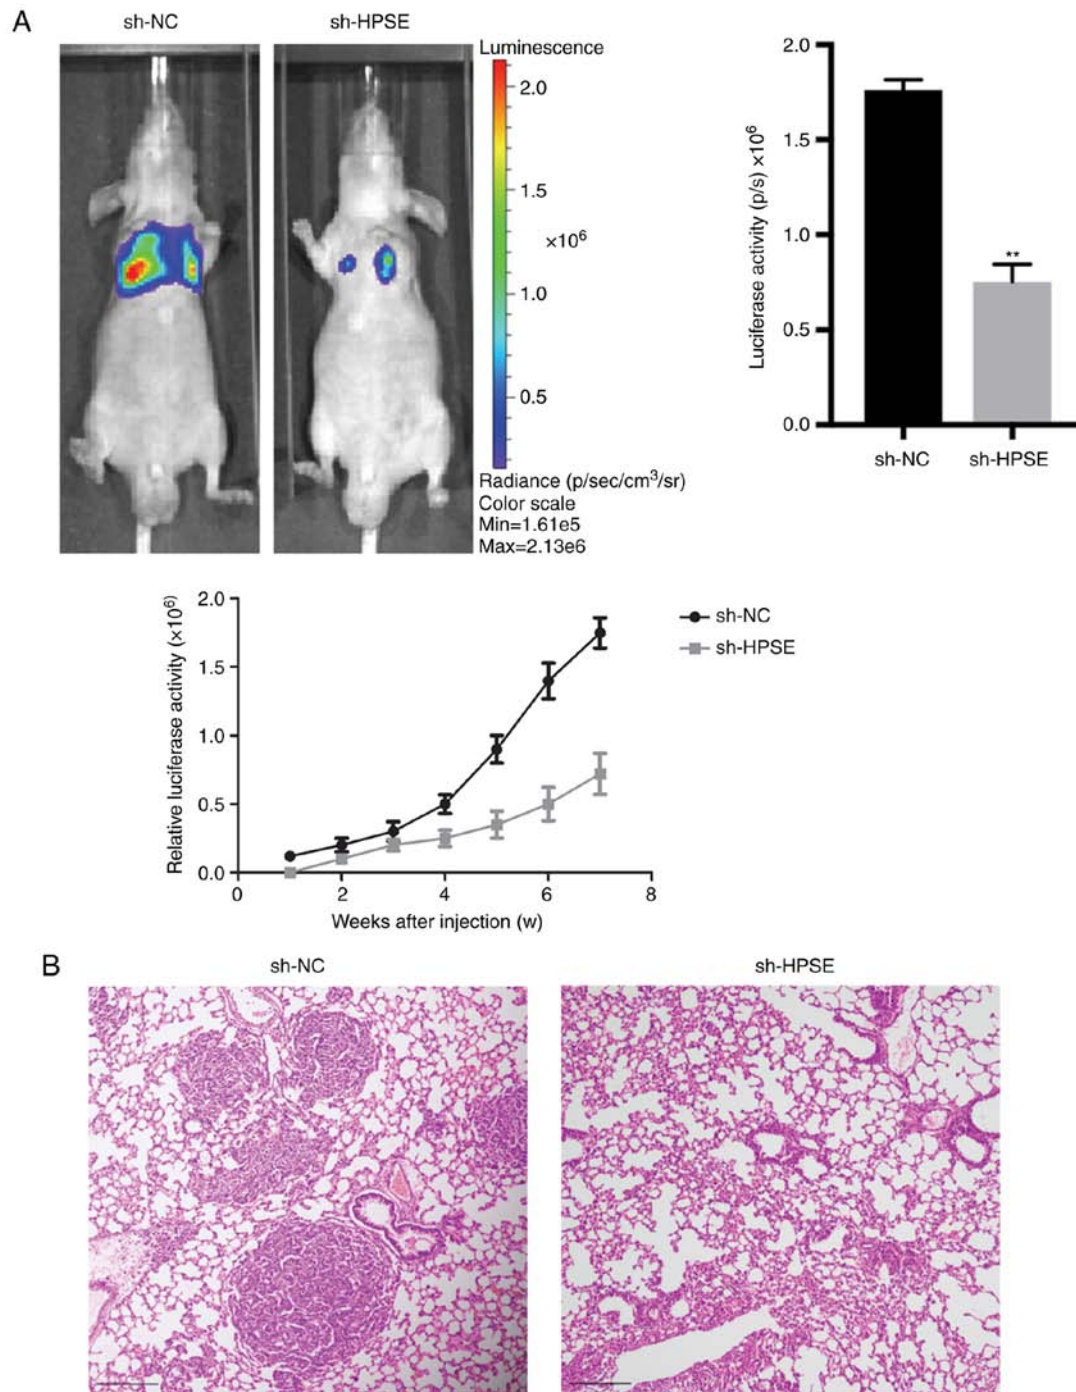 A
sh-NC
sh-HPSE
Luminescence
2.0
1.5
×10⁶
1.0
0.5
Radiance (p/sec/cm³/sr)
Color scale
Min=1.61e5
Max=2.13e6
Luciferase activity (p/s) ×10⁶
2.0
1.5
1.0
0.5
0.0
**
sh-NC
sh-HPSE
Relative luciferase activity (×10⁶)
2.0
1.5
1.0
0.5
0.0
0
2
4
6
8
Weeks after injection (w)
sh-NC
sh-HPSE
B
sh-NC
sh-HPSE